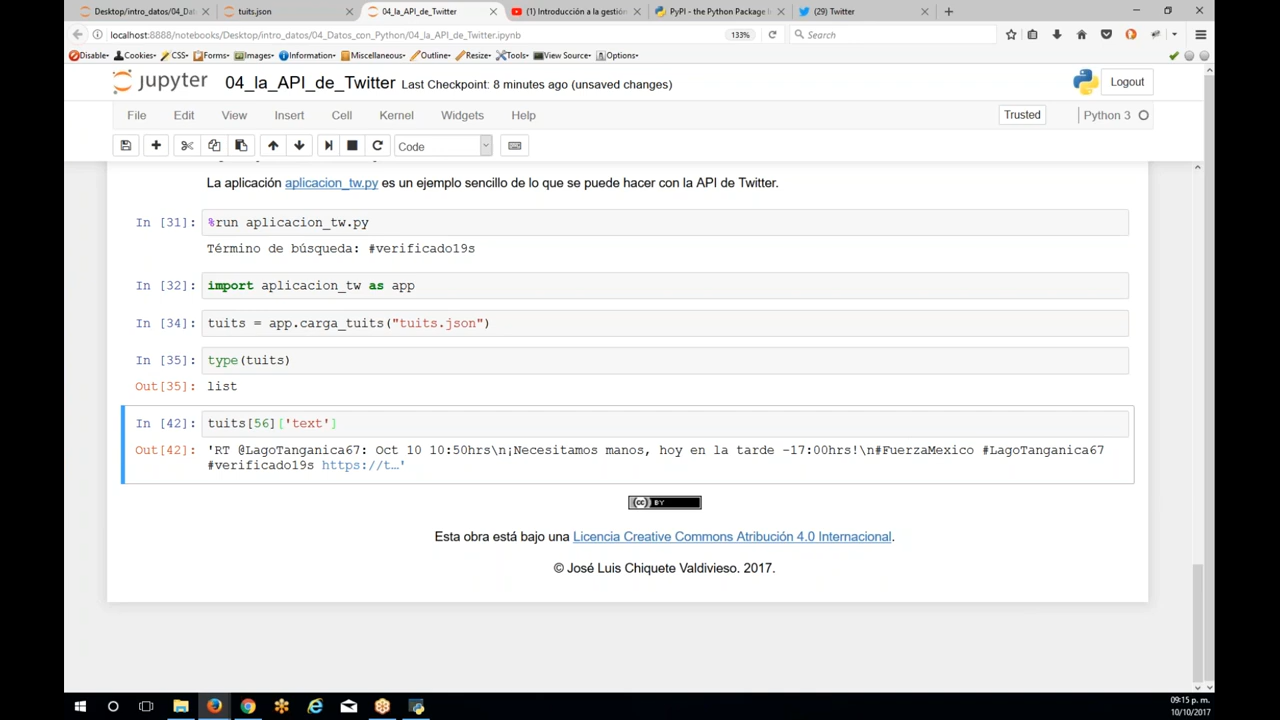 Desktop/intro_datos/04_Dat
tuits.json
04_la_API_de_Twitter
(1) Introducción a la gestión
PyPI - the Python Package I
(29) Twitter
localhost:8888/notebooks/Desktop/intro_datos/04_Datos_con_Python/04_la_API_de_Twitter.ipynb
133%
Search
Disable▾ Cookies▾ CSS▾ Forms▾ Images▾ Information▾ Miscellaneous▾ Outline▾ Resize▾ Tools▾ View Source▾ Options▾
jupyter 04_la_API_de_Twitter Last Checkpoint: 8 minutes ago (unsaved changes)
Logout
File Edit View Insert Cell Kernel Widgets Help
Trusted
Python 3
Code
La aplicación aplicacion_tw.py es un ejemplo sencillo de lo que se puede hacer con la API de Twitter.
In [31]: %run aplicacion_tw.py
Término de búsqueda: #verificado19s
In [32]: import aplicacion_tw as app
In [34]: tuits = app.carga_tuits("tuits.json")
In [35]: type(tuits)
Out[35]: list
In [42]: tuits[56]['text']
Out[42]: 'RT @LagoTanganica67: Oct 10 10:50hrs\n¡Necesitamos manos, hoy en la tarde -17:00hrs!\n#FuerzaMexico #LagoTanganica67
#verificado19s https://t…'
cc BY
Esta obra está bajo una Licencia Creative Commons Atribución 4.0 Internacional.
© José Luis Chiquete Valdivieso. 2017.
09:15 p. m.
10/10/2017